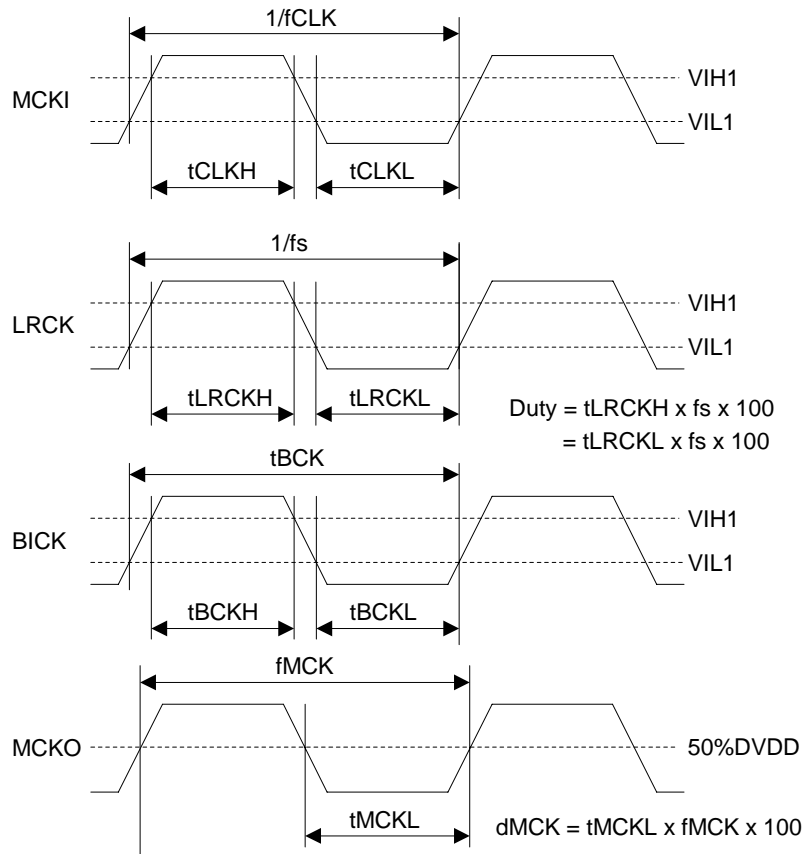 1/fCLK
MCKI
VIH1
VIL1
tCLKH
tCLKL
1/fs
LRCK
VIH1
VIL1
tLRCKH
tLRCKL
Duty = tLRCKH x fs x 100
= tLRCKL x fs x 100
tBCK
BICK
VIH1
VIL1
tBCKH
tBCKL
fMCK
MCKO
50%DVDD
tMCKL
dMCK = tMCKL x fMCK x 100